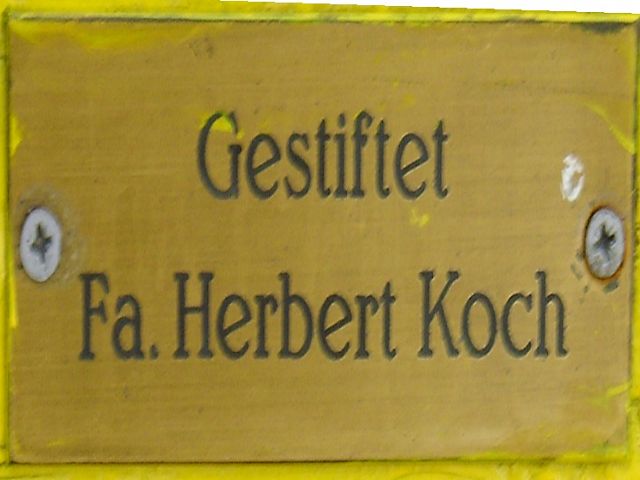 Gestiftet
Fa. Herbert Koch